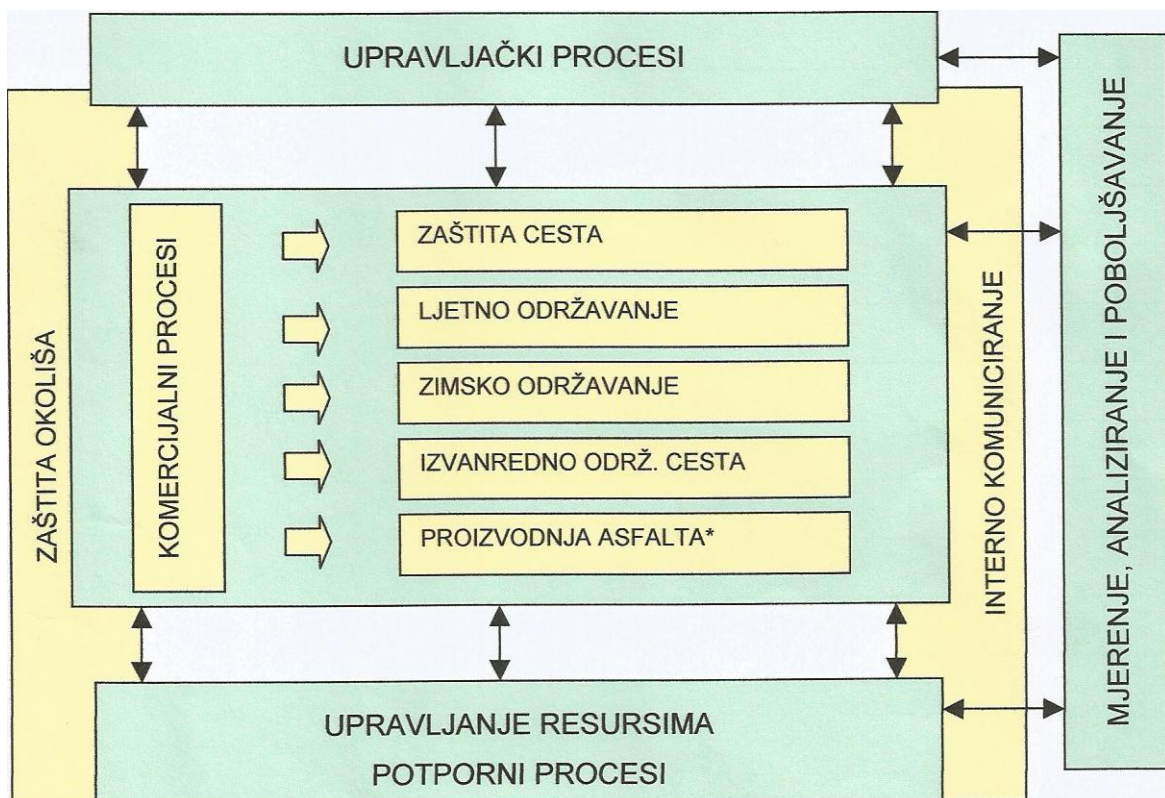 UPRAVLJAČKI PROCESI
ZAŠTITA OKOLIŠA
KOMERCIJALNI PROCESI
ZAŠTITA CESTA
LJETNO ODRŽAVANJE
ZIMSKO ODRŽAVANJE
IZVANREDNO ODRŽ. CESTA
PROIZVODNJA ASFALTA*
INTERNO KOMUNICIRANJE
MJERENJE, ANALIZIRANJE I POBOLJŠAVANJE
UPRAVLJANJE RESURSIMA
POTPORNI PROCESI